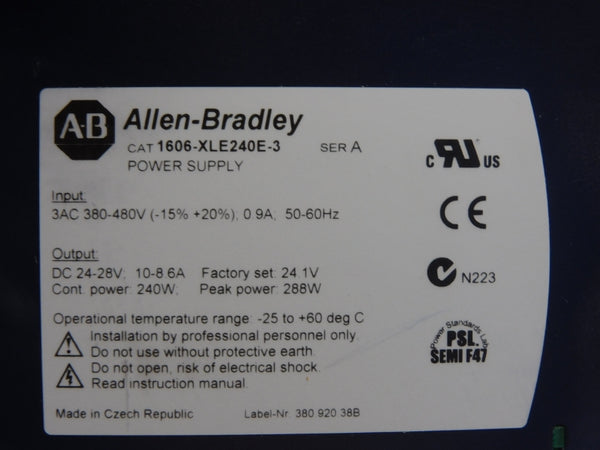 A-B Allen-Bradley
CAT 1606-XLE240E-3 SER A
POWER SUPPLY
C RU US
Input:
3AC 380-480V (-15% +20%), 0.9A; 50-60Hz
CE
Output:
DC 24-28V; 10-8.6A Factory set: 24.1V
Cont. power: 240W; Peak power: 288W
N223
Operational temperature range: -25 to +60 deg C
Installation by professional personnel only.
Do not use without protective earth.
Do not open, risk of electrical shock.
Read instruction manual.
Power Standards Lab
PSL.
SEMI F47
Made in Czech Republic Label-Nr. 380 920 38B